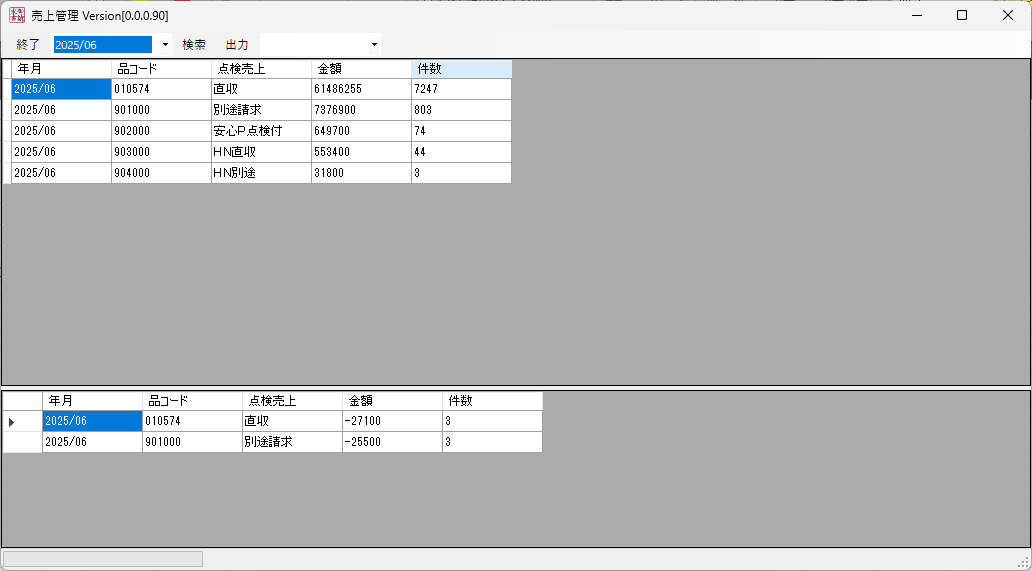 売上管理 Version[0.0.0.90]
終了 2025/06 検索 出力
年月 品コード 点検売上 金額 件数
2025/06 010574 直収 61486255 7247
2025/06 901000 別途請求 7376900 803
2025/06 902000 安心P点検付 649700 74
2025/06 903000 HN直収 553400 44
2025/06 904000 HN別途 31800 3
年月 品コード 点検売上 金額 件数
2025/06 010574 直収 -27100 3
2025/06 901000 別途請求 -25500 3